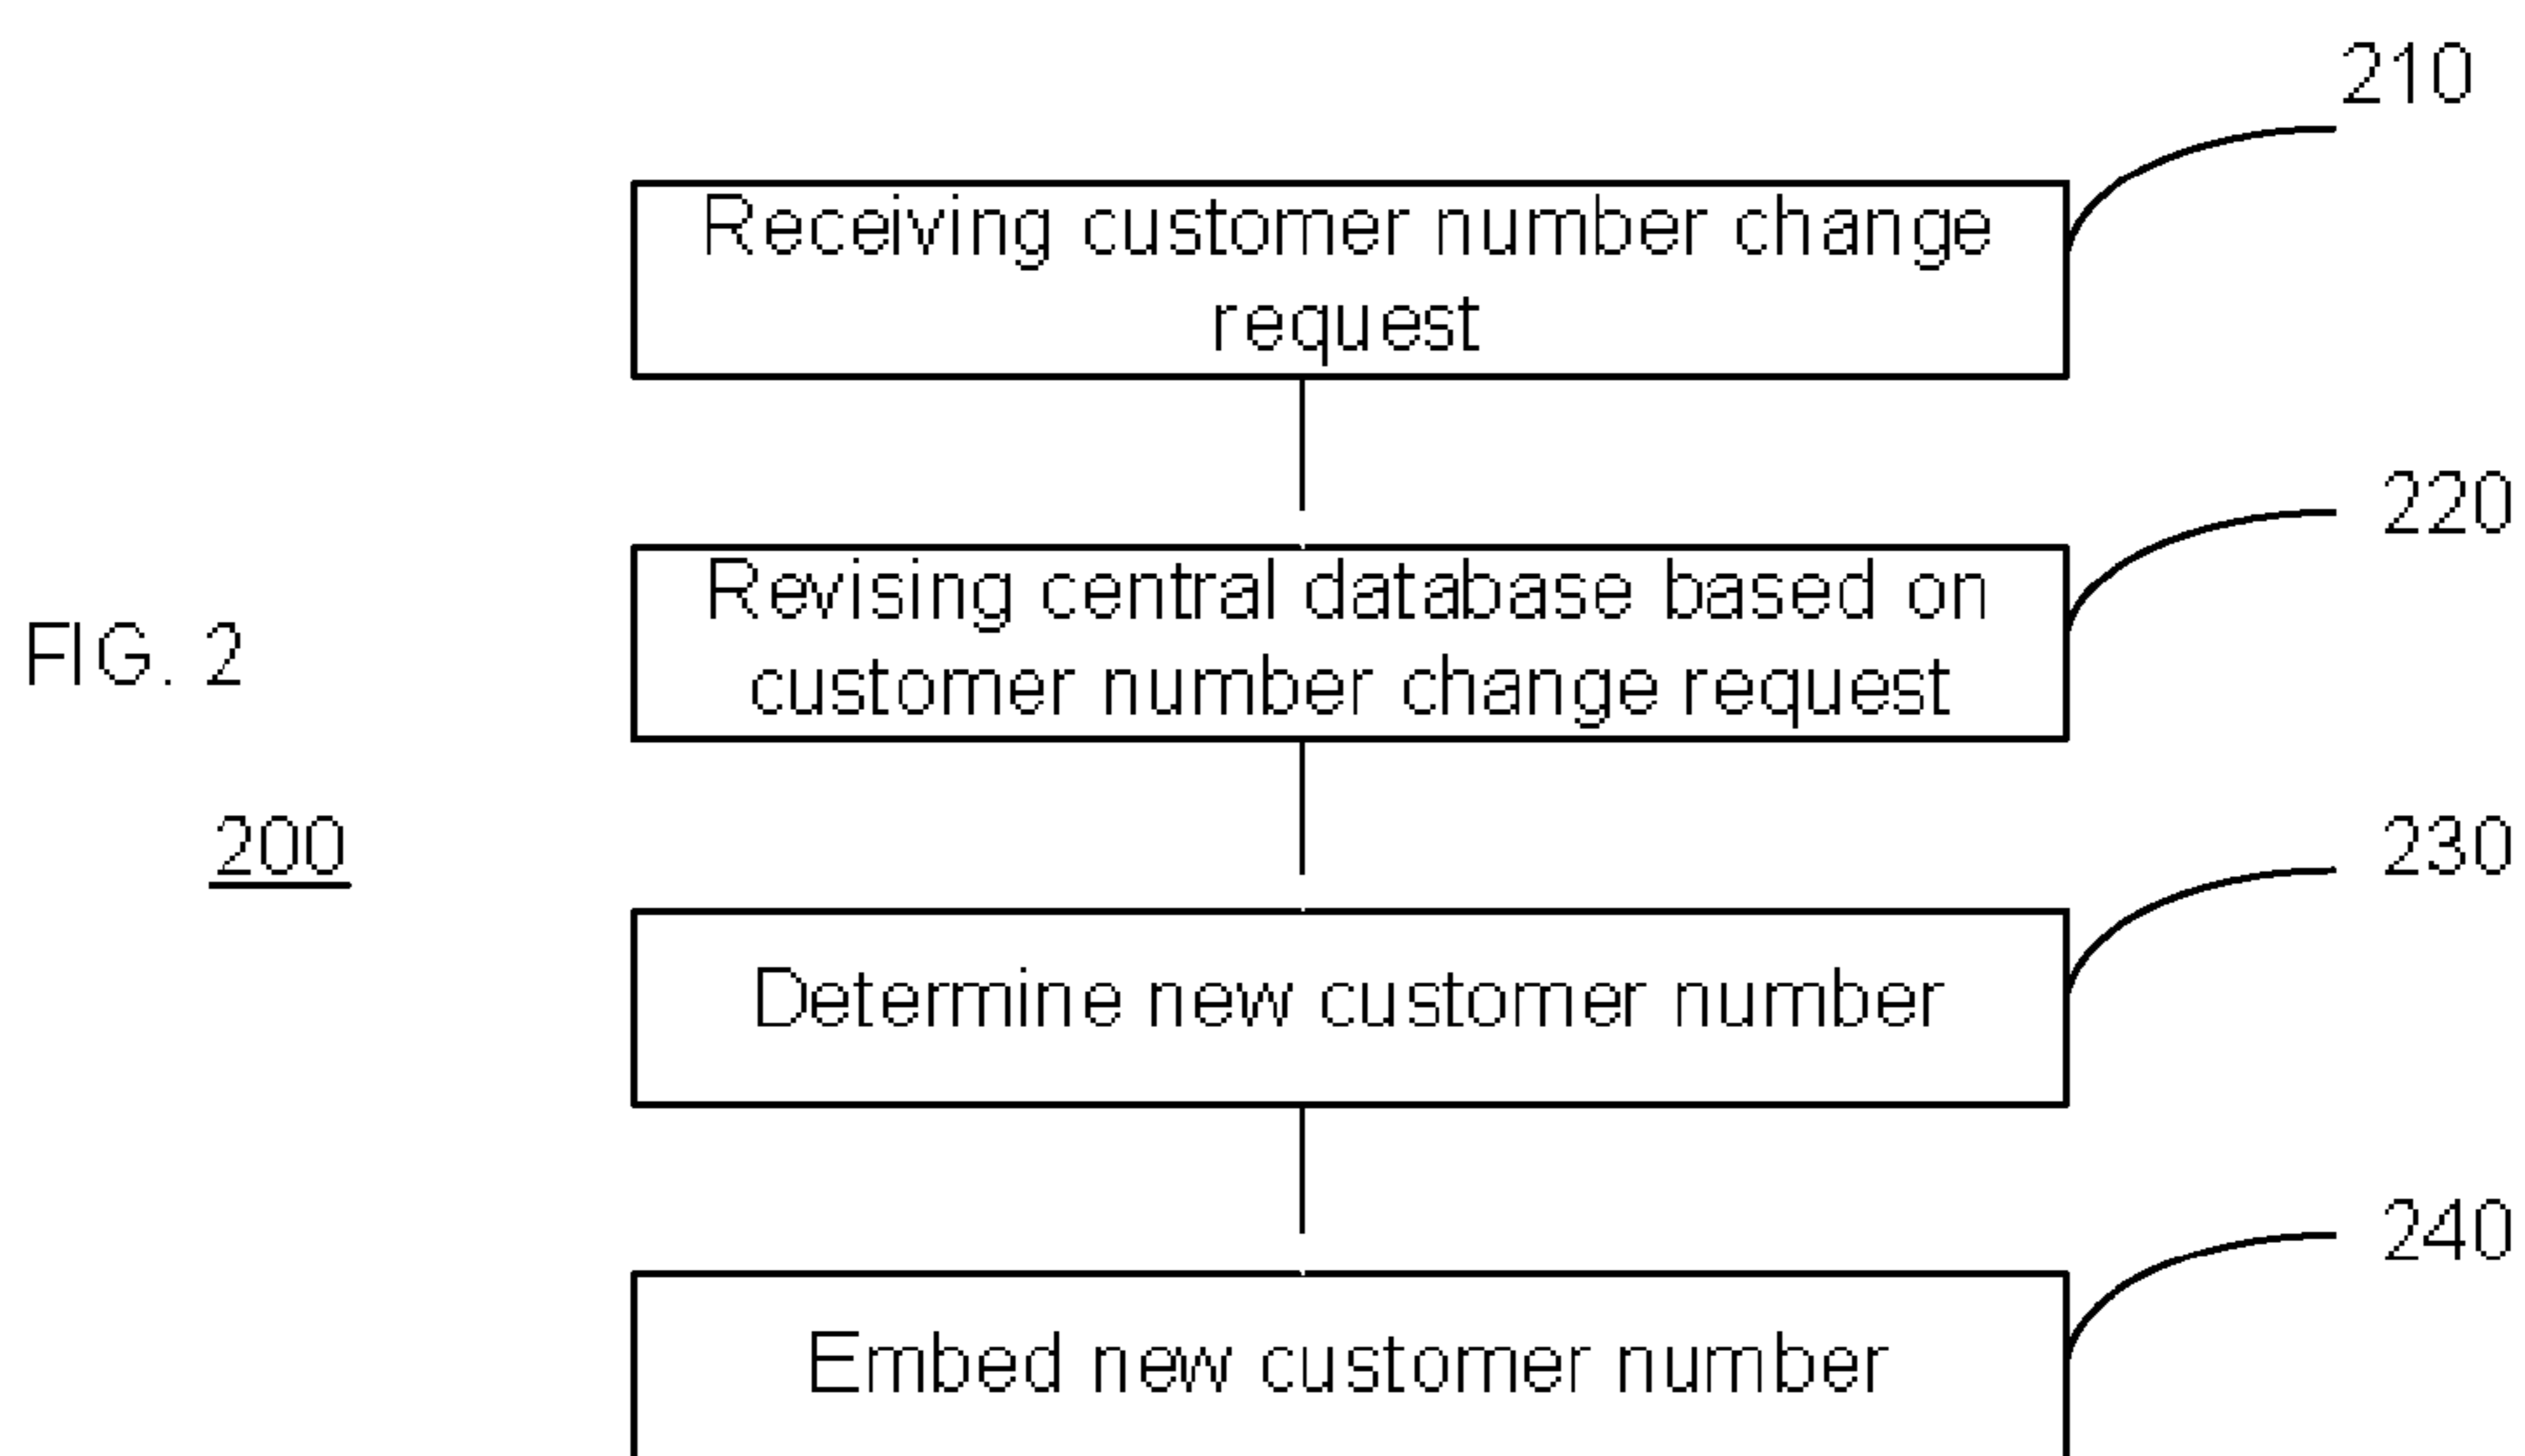 210
Receiving customer number change
request
220
Revising central database based on
customer number change request
FIG. 2
200
230
Determine new customer number
240
Embed new customer number